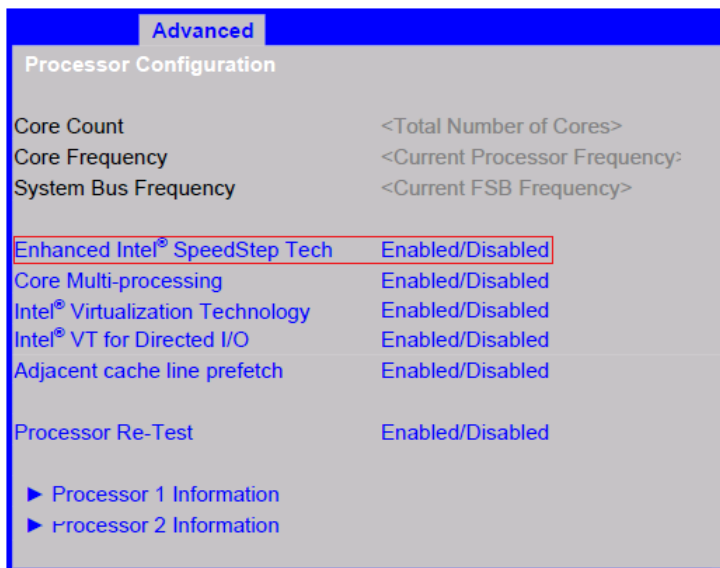 Advanced
Processor Configuration
Core Count <Total Number of Cores>
Core Frequency <Current Processor Frequency>
System Bus Frequency <Current FSB Frequency>
Enhanced Intel® SpeedStep Tech Enabled/Disabled
Core Multi-processing Enabled/Disabled
Intel® Virtualization Technology Enabled/Disabled
Intel® VT for Directed I/O Enabled/Disabled
Adjacent cache line prefetch Enabled/Disabled
Processor Re-Test Enabled/Disabled
► Processor 1 Information
► Processor 2 Information